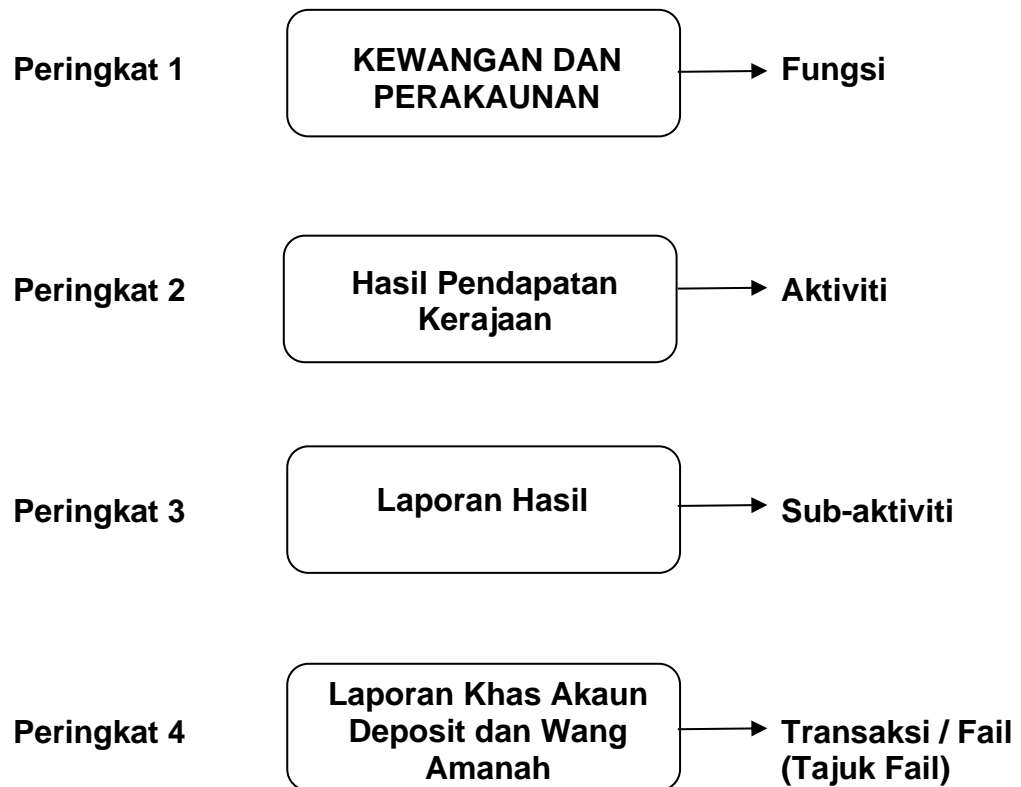 Peringkat 1
KEWANGAN DAN
PERAKAUNAN
Fungsi
Peringkat 2
Hasil Pendapatan
Kerajaan
Aktiviti
Peringkat 3
Laporan Hasil
Sub-aktiviti
Peringkat 4
Laporan Khas Akaun
Deposit dan Wang
Amanah
Transaksi / Fail
(Tajuk Fail)